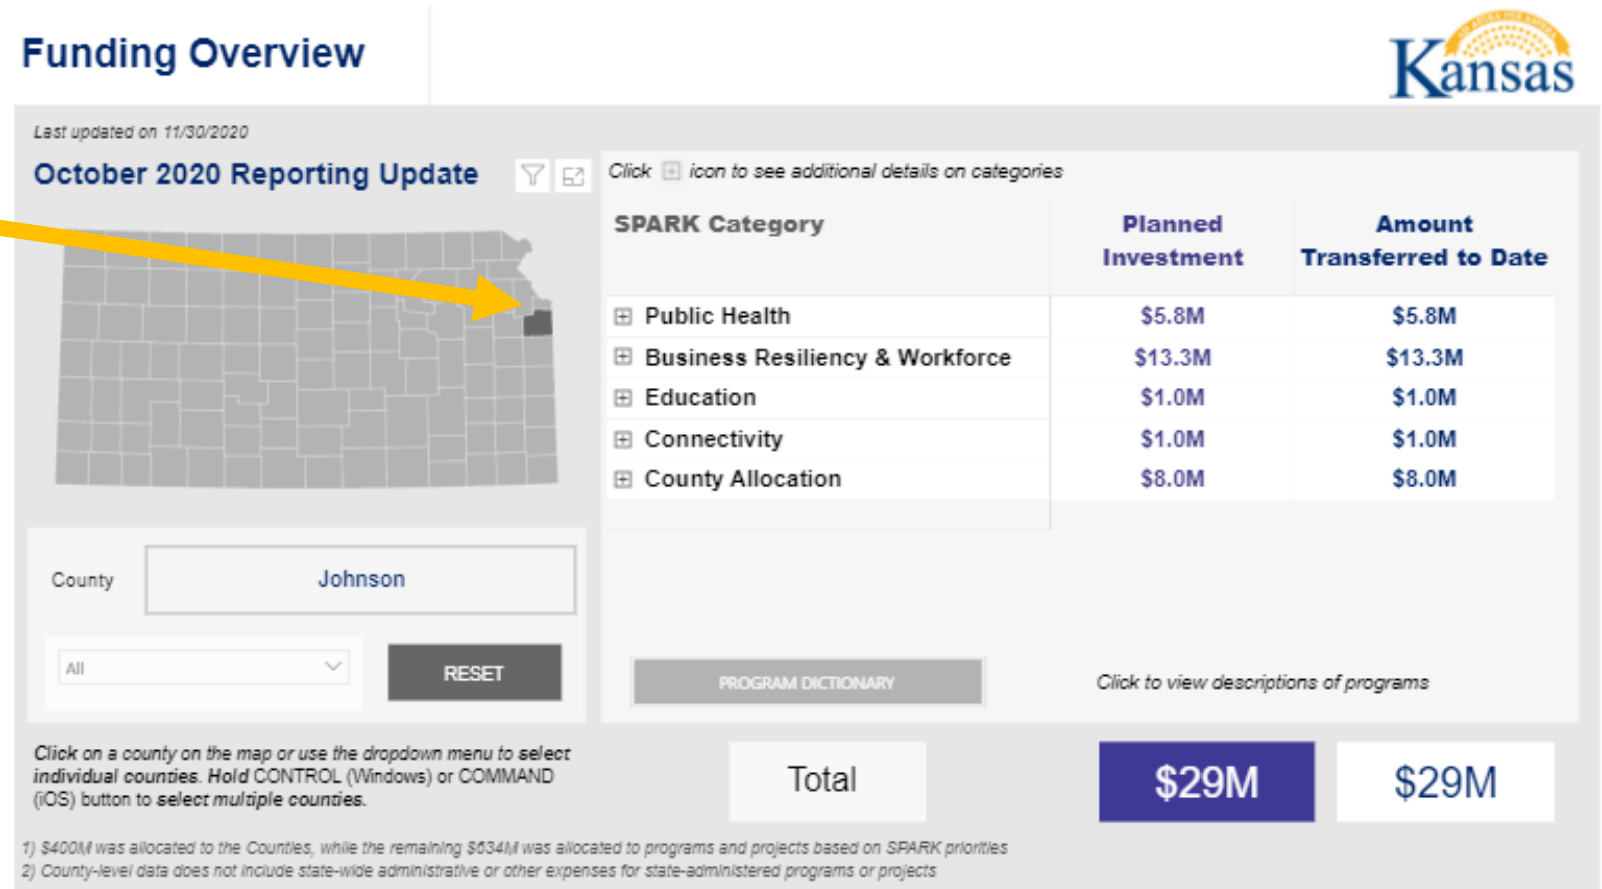 Funding Overview
Kansas
Last updated on 11/30/2020
October 2020 Reporting Update
Click icon to see additional details on categories
SPARK Category
Planned Investment
Amount Transferred to Date
Public Health $5.8M $5.8M
Business Resiliency & Workforce $13.3M $13.3M
Education $1.0M $1.0M
Connectivity $1.0M $1.0M
County Allocation $8.0M $8.0M
County Johnson
All RESET
PROGRAM DICTIONARY Click to view descriptions of programs
Click on a county on the map or use the dropdown menu to select
individual counties. Hold CONTROL (Windows) or COMMAND
(iOS) button to select multiple counties.
Total $29M $29M
1) $400M was allocated to the Counties, while the remaining $634M was allocated to programs and projects based on SPARK priorities
2) County-level data does not include state-wide administrative or other expenses for state-administered programs or projects